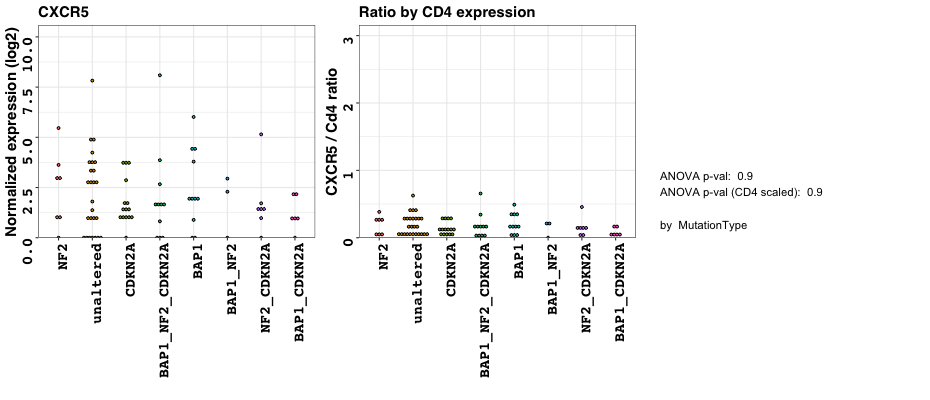 CXCR5
Normalized expression (log2)
10.0
7.5
5.0
2.5
0.0
NF2
unaltered
CDKN2A
BAP1_NF2_CDKN2A
BAP1
BAP1_NF2
NF2_CDKN2A
BAP1_CDKN2A
Ratio by CD4 expression
CXCR5 / Cd4 ratio
3
2
1
0
NF2
unaltered
CDKN2A
BAP1_NF2_CDKN2A
BAP1
BAP1_NF2
NF2_CDKN2A
BAP1_CDKN2A
ANOVA p-val: 0.9
ANOVA p-val (CD4 scaled): 0.9
by MutationType